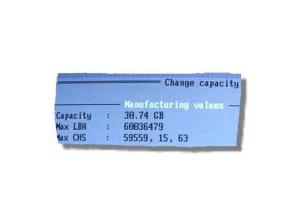 Change capacity
Manufacturing values
Capacity : 30.74 GB
Max LBA : 60036479
Max CHS : 59559, 15, 63